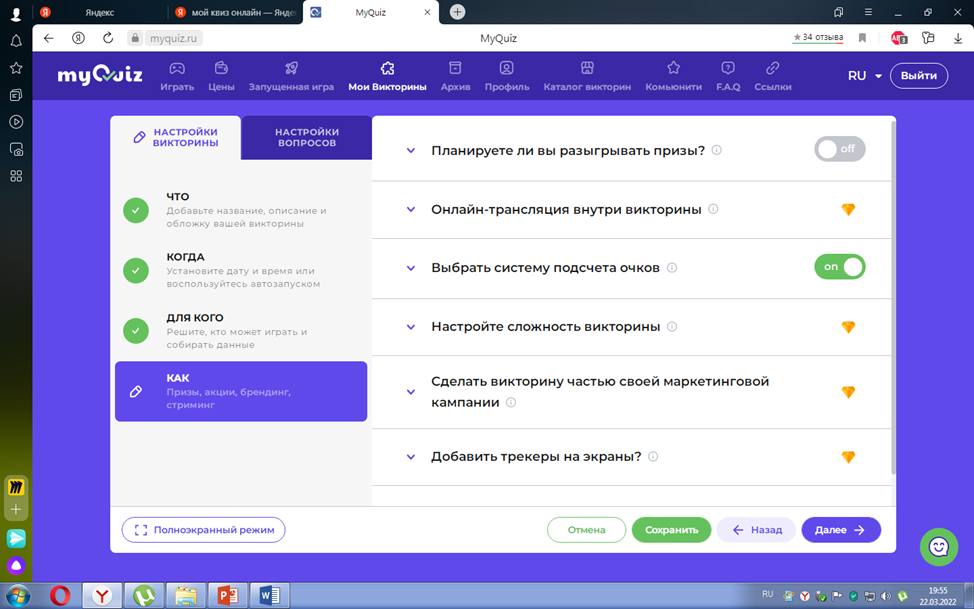 Яндекс
мой квиз онлайн — Янде
MyQuiz
myquiz.ru
MyQuiz
34 отзыва
3
myQuiz
Играть
Цены
Запущенная игра
Мои Викторины
Архив
Профиль
Каталог викторин
Комьюнити
F.A.Q
Ссылки
RU
Выйти
НАСТРОЙКИ
ВИКТОРИНЫ
НАСТРОЙКИ
ВОПРОСОВ
ЧТО
Добавьте название, описание и
обложку вашей викторины
КОГДА
Установите дату и время или
воспользуйтесь автозапуском
ДЛЯ КОГО
Решите, кто может играть и
собирать данные
КАК
Призы, акции, брендинг,
стриминг
Планируете ли вы разыгрывать призы?
off
Онлайн-трансляция внутри викторины
Выбрать систему подсчета очков
on
Настройте сложность викторины
Сделать викторину частью своей маркетинговой
кампании
Добавить трекеры на экраны?
Полноэкранный режим
Отмена
Сохранить
Назад
Далее
RU
19:55
22.03.2022